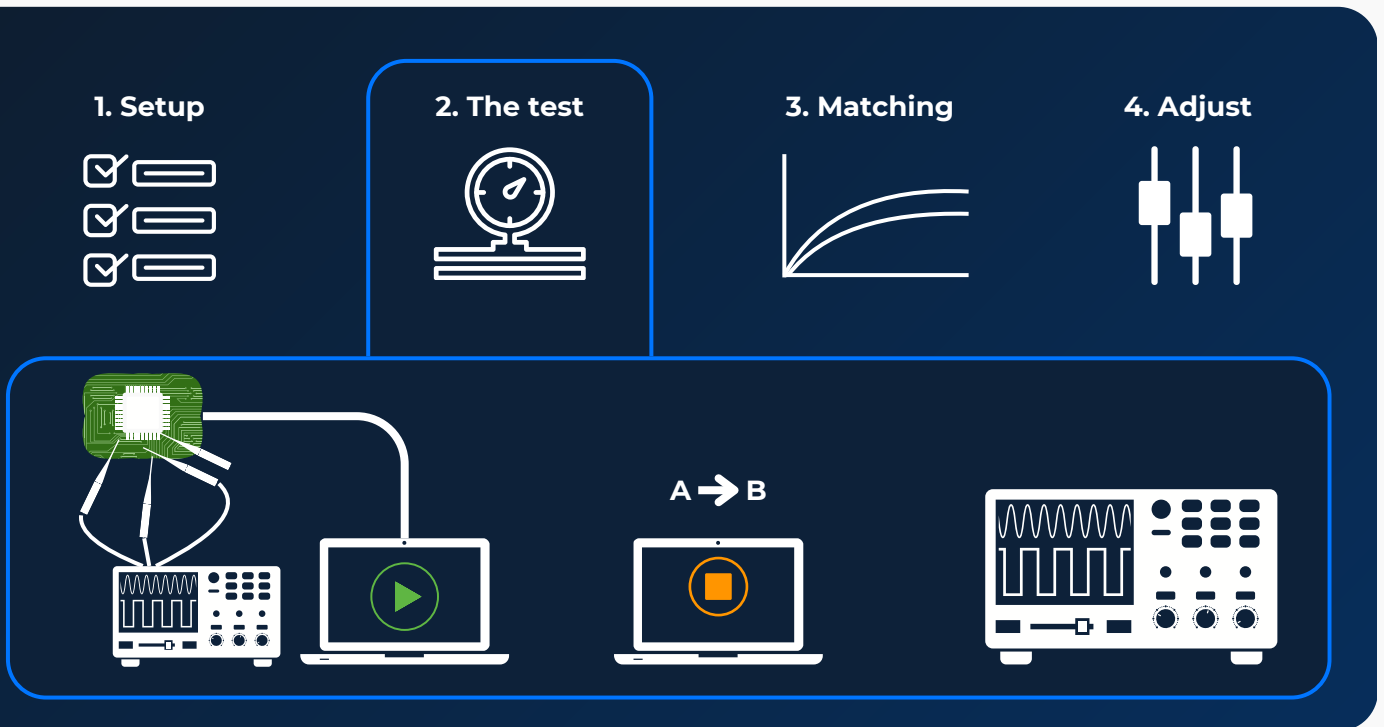 1. Setup
2. The test
3. Matching
4. Adjust
A → B